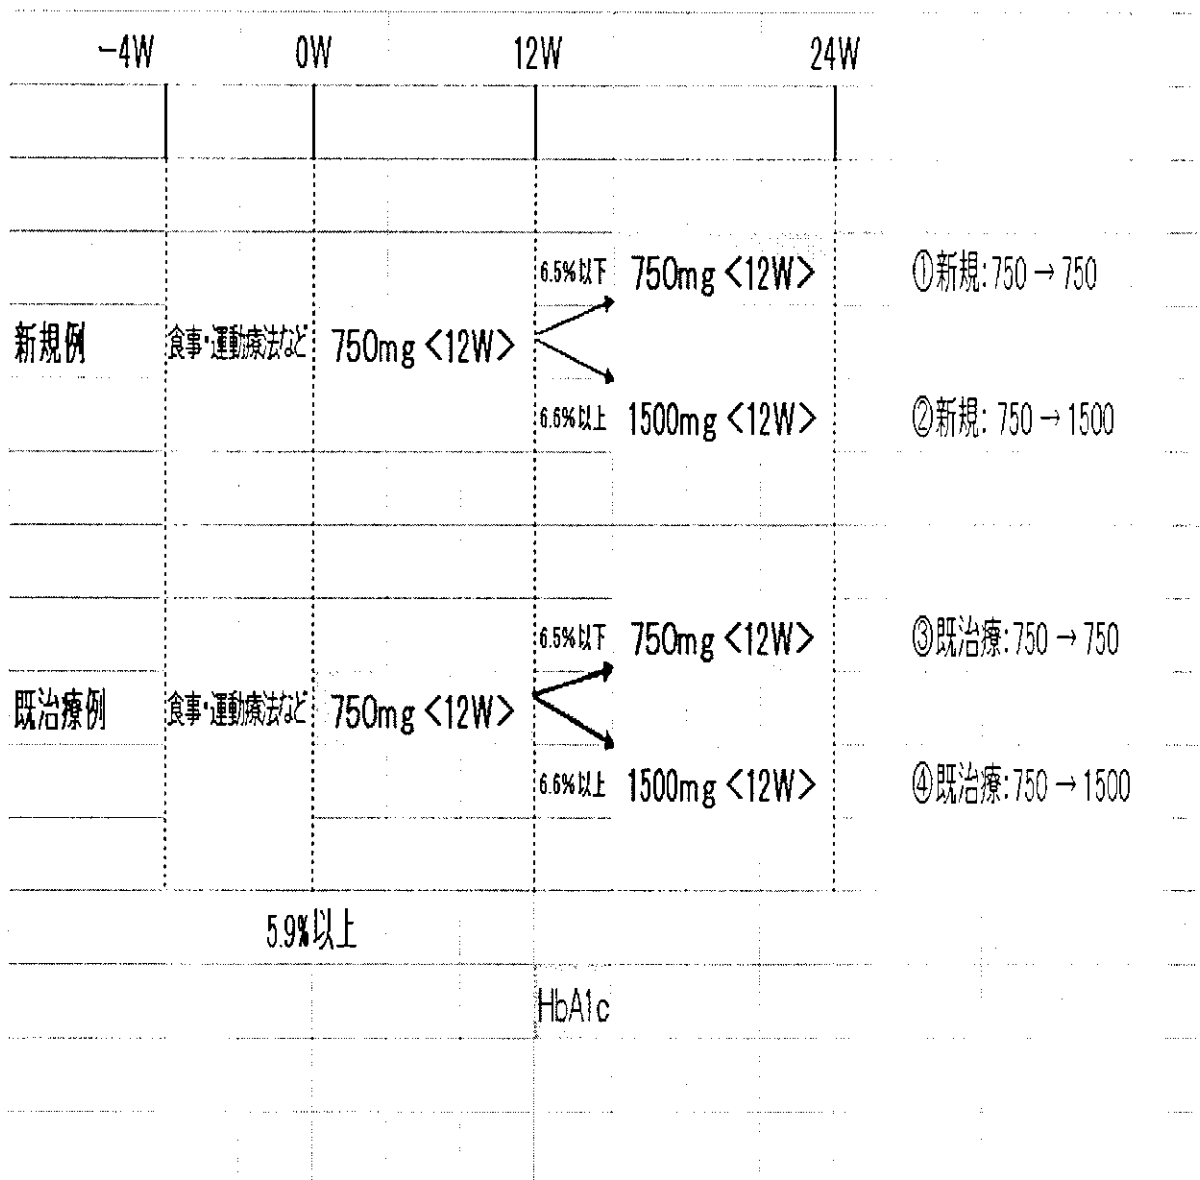 -4W 0W 12W 24W
6.5%以下 750mg <12W> ①新規:750 → 750
新規例 食事・運動療法など 750mg <12W>
6.6%以上 1500mg <12W> ②新規: 750 → 1500
6.5%以下 750mg <12W> ③既治療:750 → 750
既治療例 食事・運動療法など 750mg <12W>
6.6%以上 1500mg <12W> ④既治療:750 → 1500
5.9%以上
HbA1c